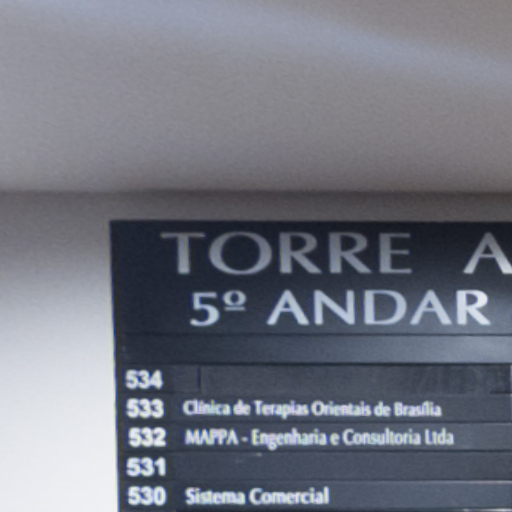 TORRE A
5º ANDAR
534
533 Clínica de Terapias Orientais de Brasília
532 MAPPA - Engenharia e Consultoria Ltda
531
530 Sistema Comercial